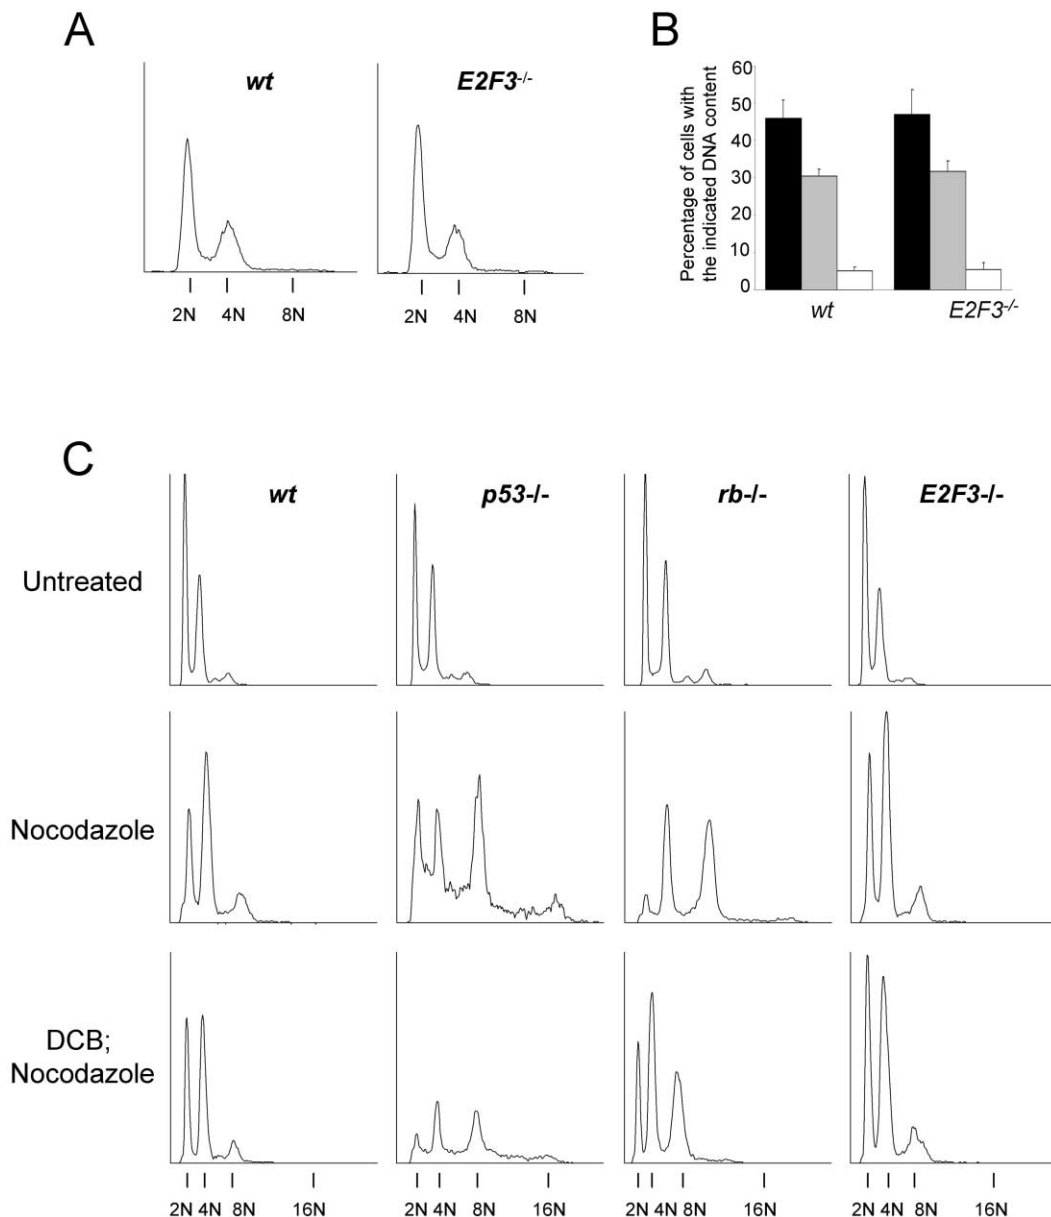 A
B
wt
E2F3-/-
2N 4N 8N
2N 4N 8N
Percentage of cells with
the indicated DNA content
60
50
40
30
20
10
0
wt
E2F3-/-
C
wt
p53-/-
rb-/-
E2F3-/-
Untreated
Nocodazole
DCB;
Nocodazole
2N 4N 8N 16N
2N 4N 8N 16N
2N 4N 8N 16N
2N 4N 8N 16N